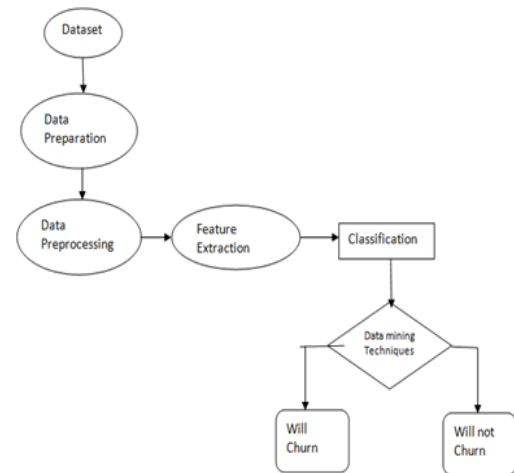 Dataset
Data
Preparation
Data
Preprocessing
Feature
Extraction
Classification
Data mining
Techniques
Will
Churn
Will not
Churn